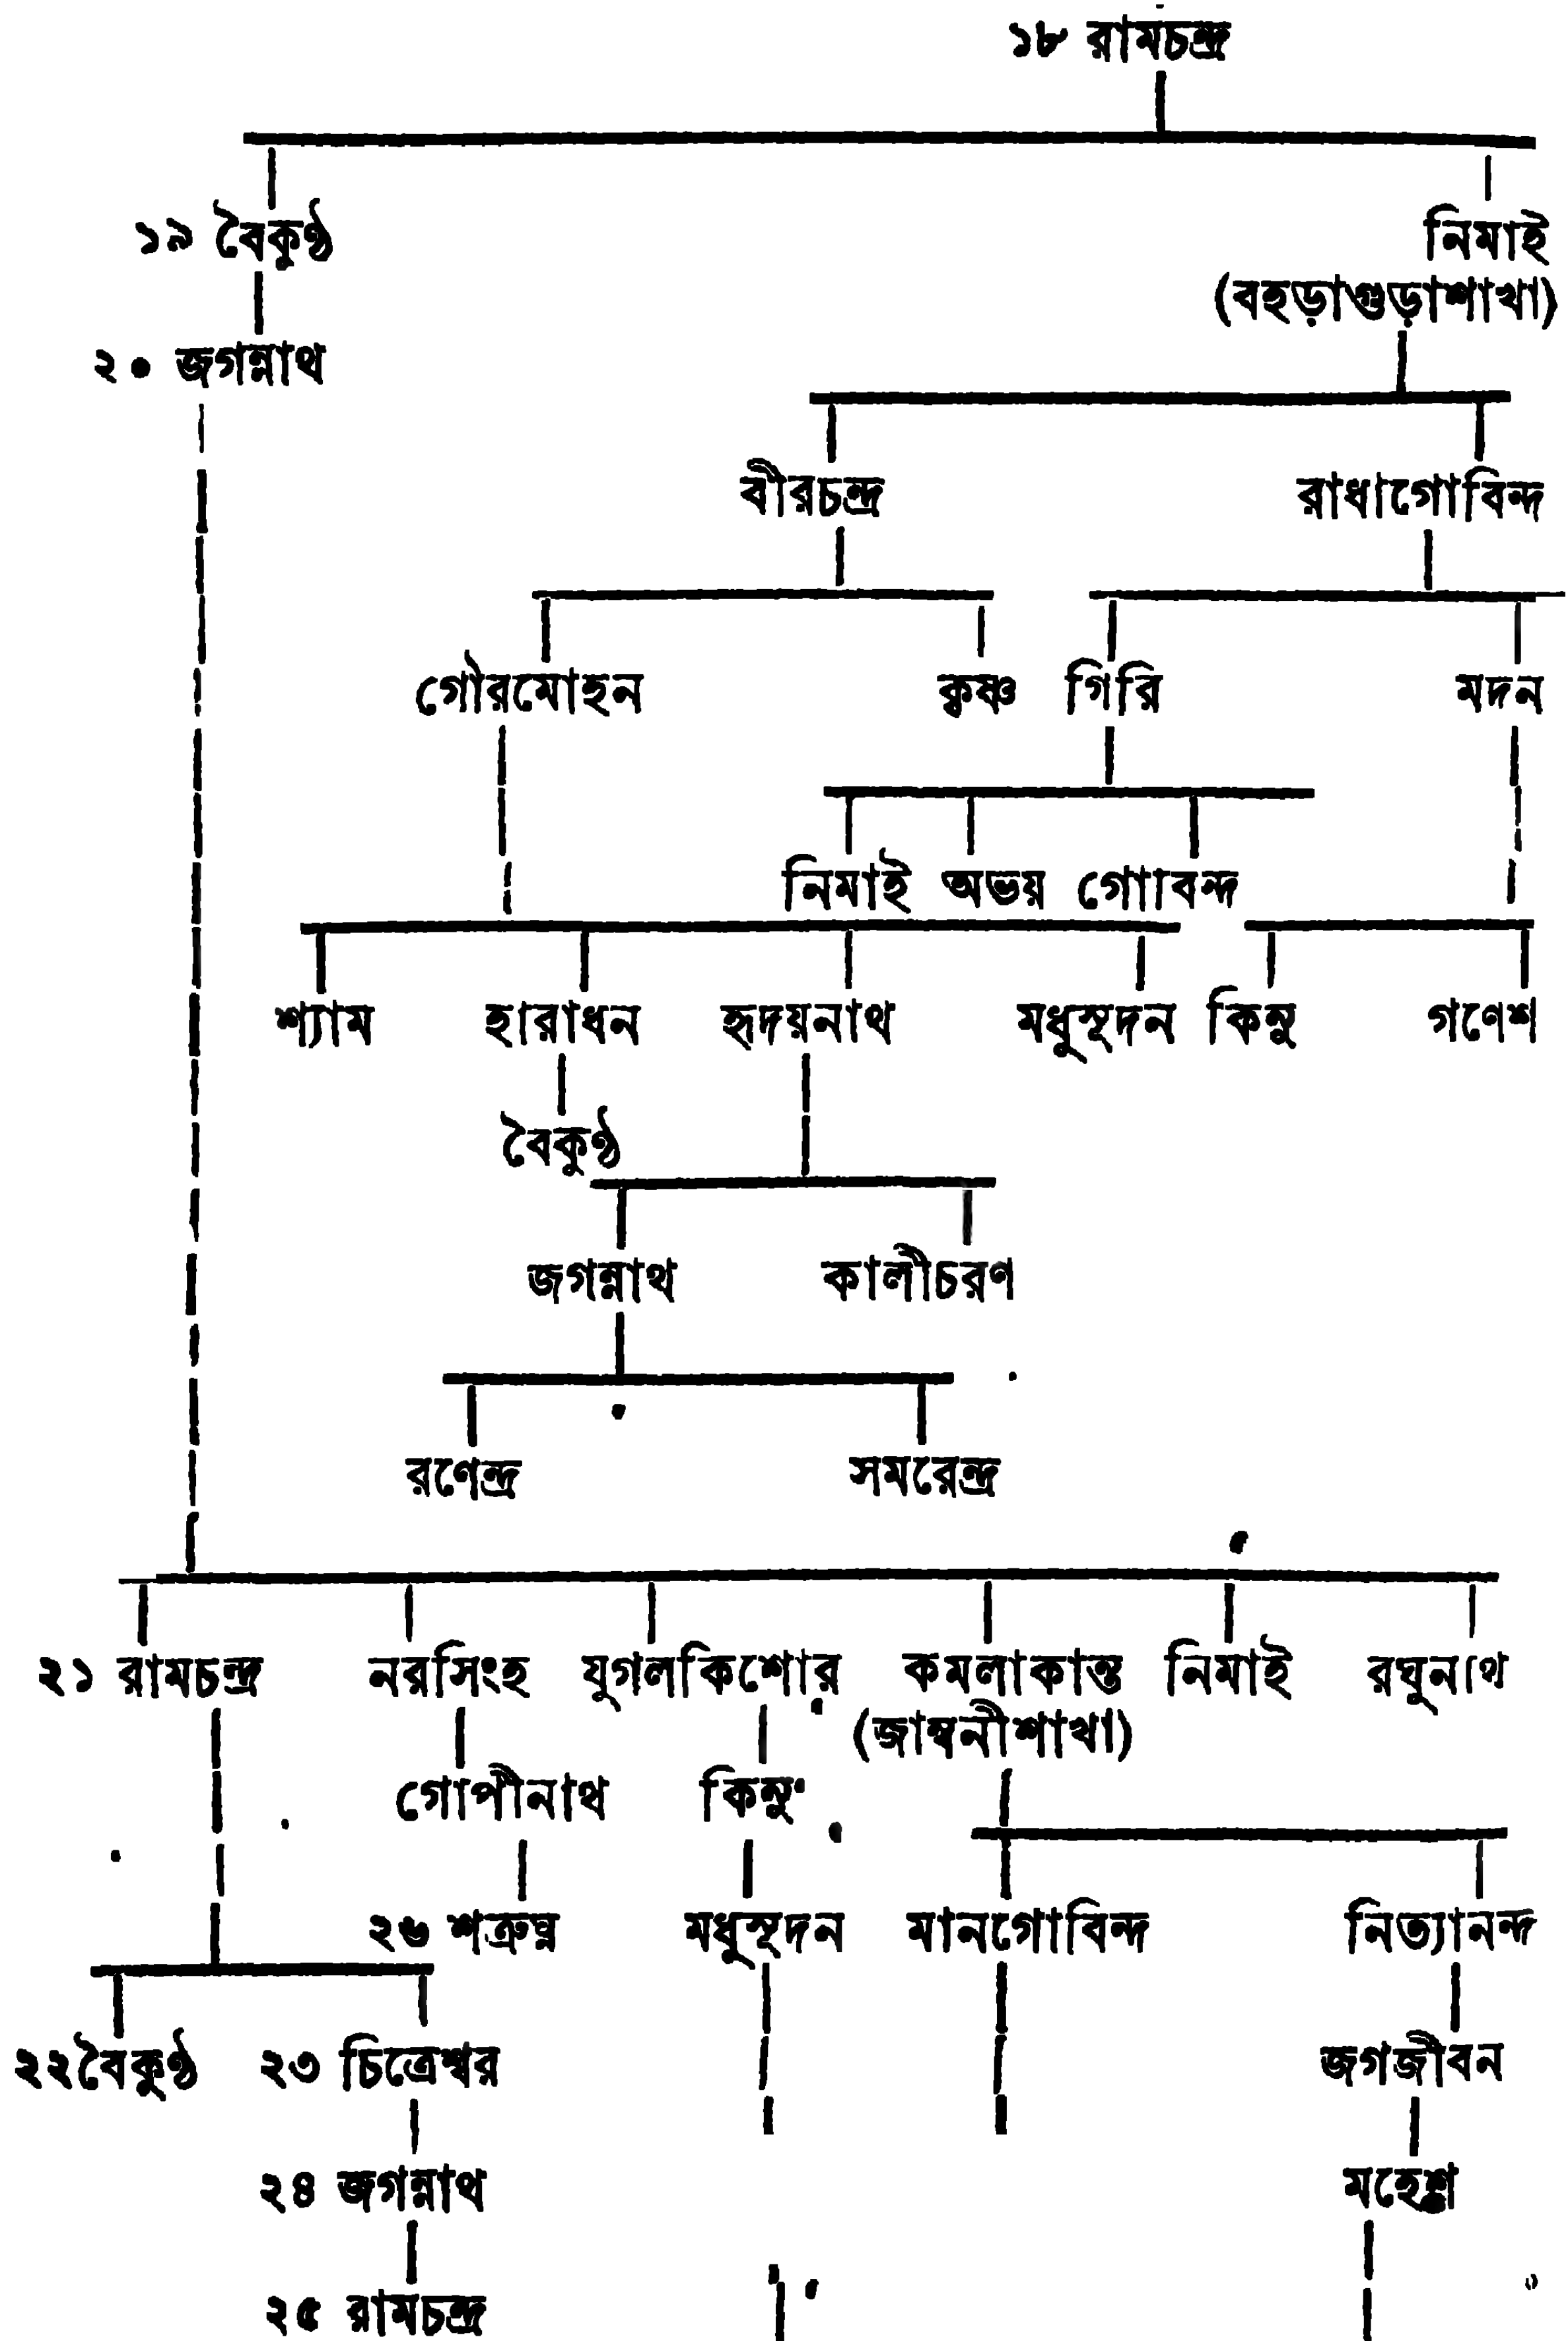 ১৮ রামচন্দ্র
১৯ বৈকুণ্ঠ নিমাই
(বহড়াগুড়াশাখা)
২০ জগন্নাথ
বীরচন্দ্র রাধাগোবিন্দ
গৌরমোহন কৃষ্ণ গিরি মদন
নিমাই অভয় গোবিন্দ
শ্যাম হারাধন হৃদয়নাথ মধুসূদন কিনু গণেশ
বৈকুণ্ঠ
জগন্নাথ কালীচরণ
রণেন্দ্র সমরেন্দ্র
২১ রামচন্দ্র নরসিংহ যুগলকিশোর কমলাকান্ত নিমাই রঘুনাথ
(জাম্বনীশাখা)
গোপীনাথ কিনু
২৬ শত্রুঘ্ন মধুসূদন মানগোবিন্দ নিত্যানন্দ
২২ বৈকুণ্ঠ ২৩ চিত্রেশ্বর জগজীবন
২৪ জগন্নাথ মহেশ
২৫ রামচন্দ্র